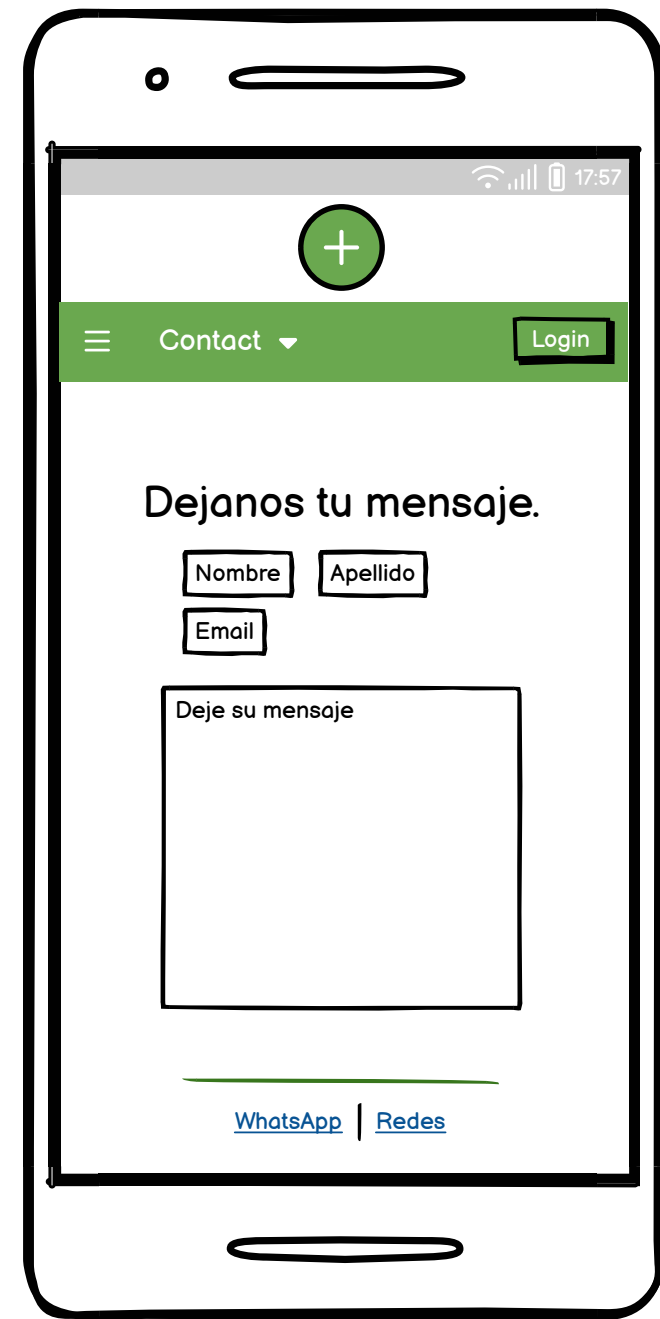 17:57
Contact
Login
Dejanos tu mensaje.
Nombre
Apellido
Email
Deje su mensaje
WhatsApp
Redes